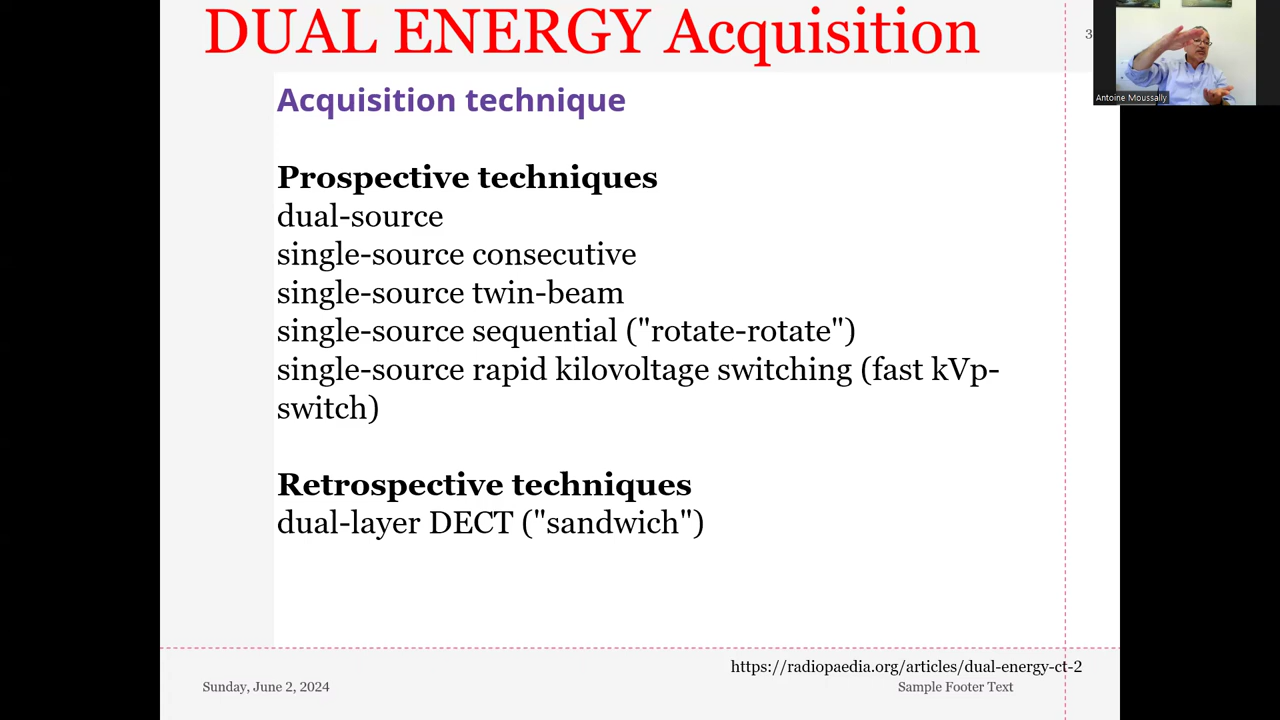 DUAL ENERGY Acquisition
3
Antoine Moussally
Acquisition technique
Prospective techniques
dual-source
single-source consecutive
single-source twin-beam
single-source sequential ("rotate-rotate")
single-source rapid kilovoltage switching (fast kVp-
switch)
Retrospective techniques
dual-layer DECT ("sandwich")
https://radiopaedia.org/articles/dual-energy-ct-2
Sunday, June 2, 2024
Sample Footer Text